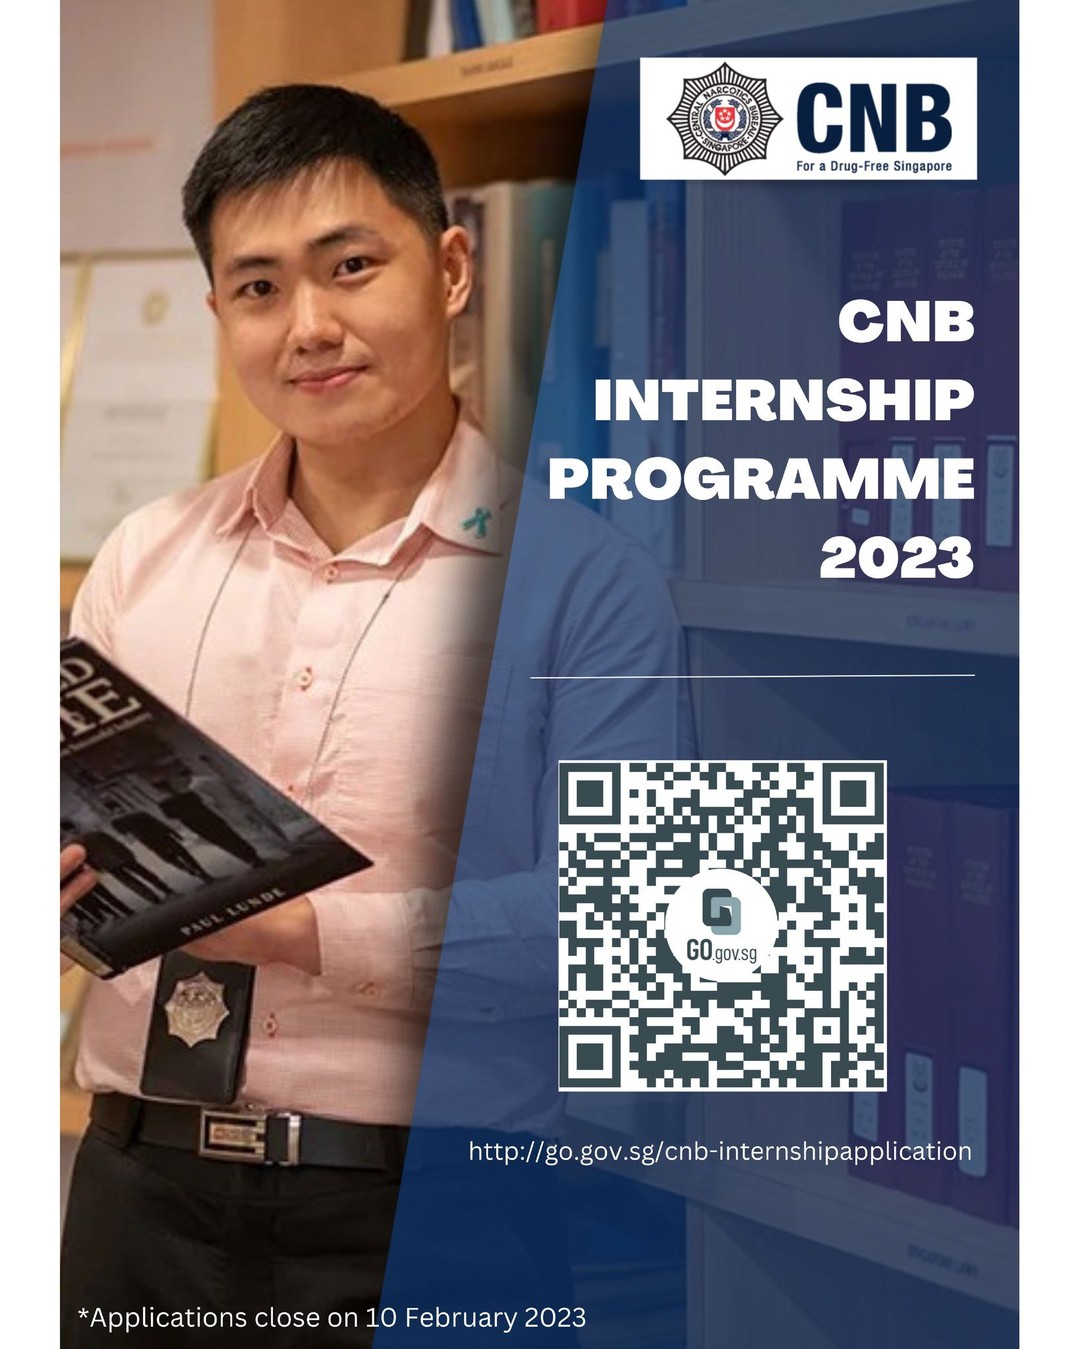 CENTRAL NARCOTICS BUREAU
SINGAPORE
CNB
For a Drug-Free Singapore
CNB
INTERNSHIP
PROGRAMME
2023
PAUL LUNDE
GO.gov.sg
http://go.gov.sg/cnb-internshipapplication
*Applications close on 10 February 2023